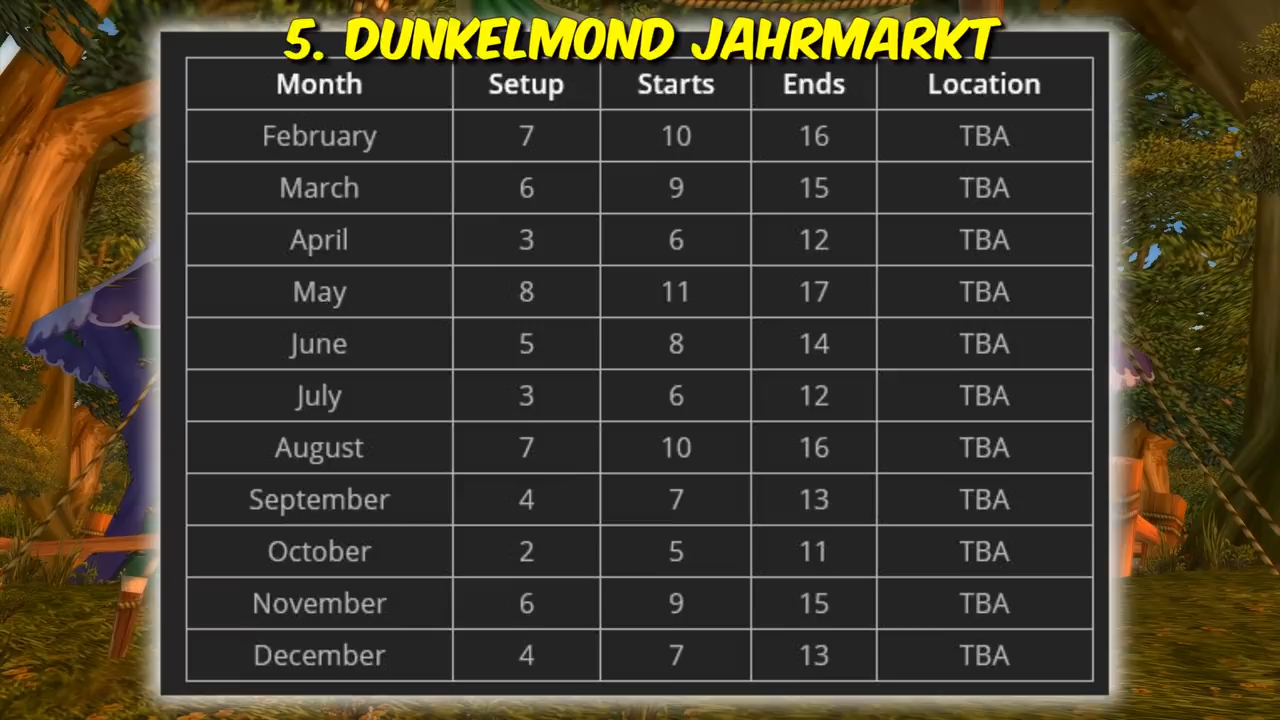 5. DUNKELMOND JAHRMARKT
Month Setup Starts Ends Location
February 7 10 16 TBA
March 6 9 15 TBA
April 3 6 12 TBA
May 8 11 17 TBA
June 5 8 14 TBA
July 3 6 12 TBA
August 7 10 16 TBA
September 4 7 13 TBA
October 2 5 11 TBA
November 6 9 15 TBA
December 4 7 13 TBA